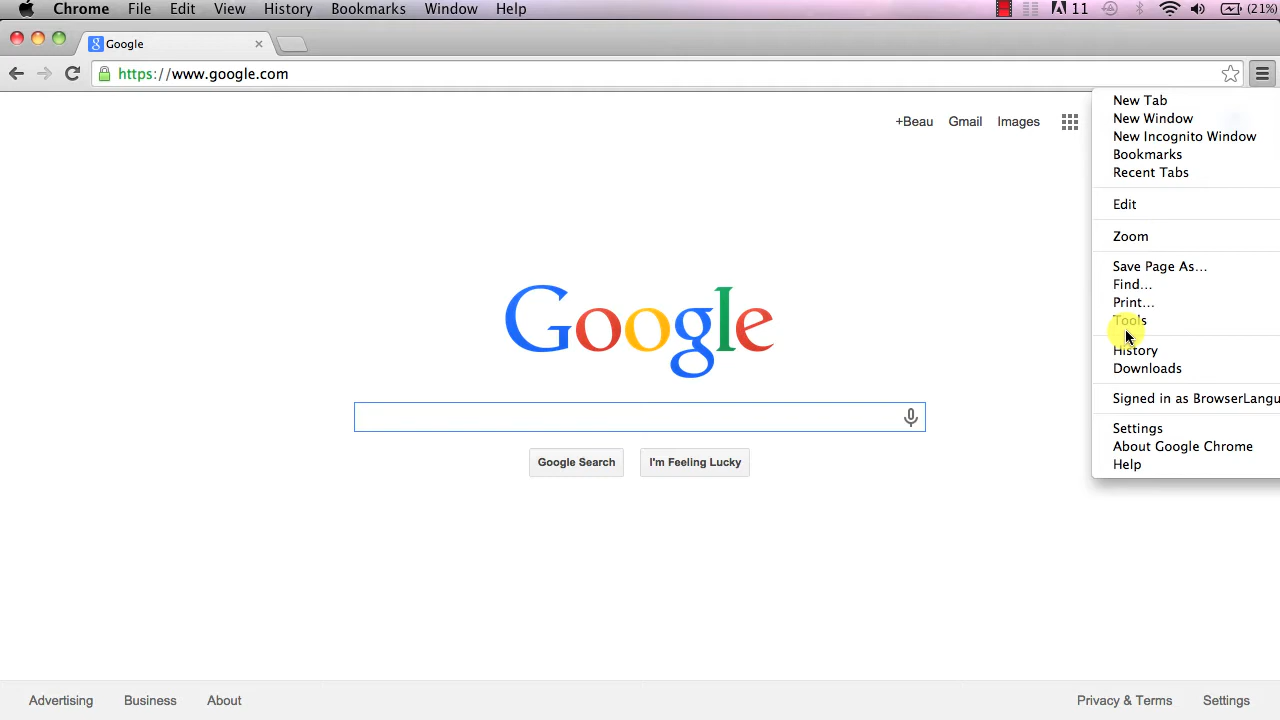 Chrome File Edit View History Bookmarks Window Help 11 (21%)
Google
https://www.google.com
+Beau Gmail Images
New Tab
New Window
New Incognito Window
Bookmarks
Recent Tabs
Edit
Zoom
Save Page As...
Find...
Print...
Tools
History
Downloads
Signed in as BrowserLangu
Settings
About Google Chrome
Help
Google
Google Search I'm Feeling Lucky
Advertising Business About Privacy & Terms Settings